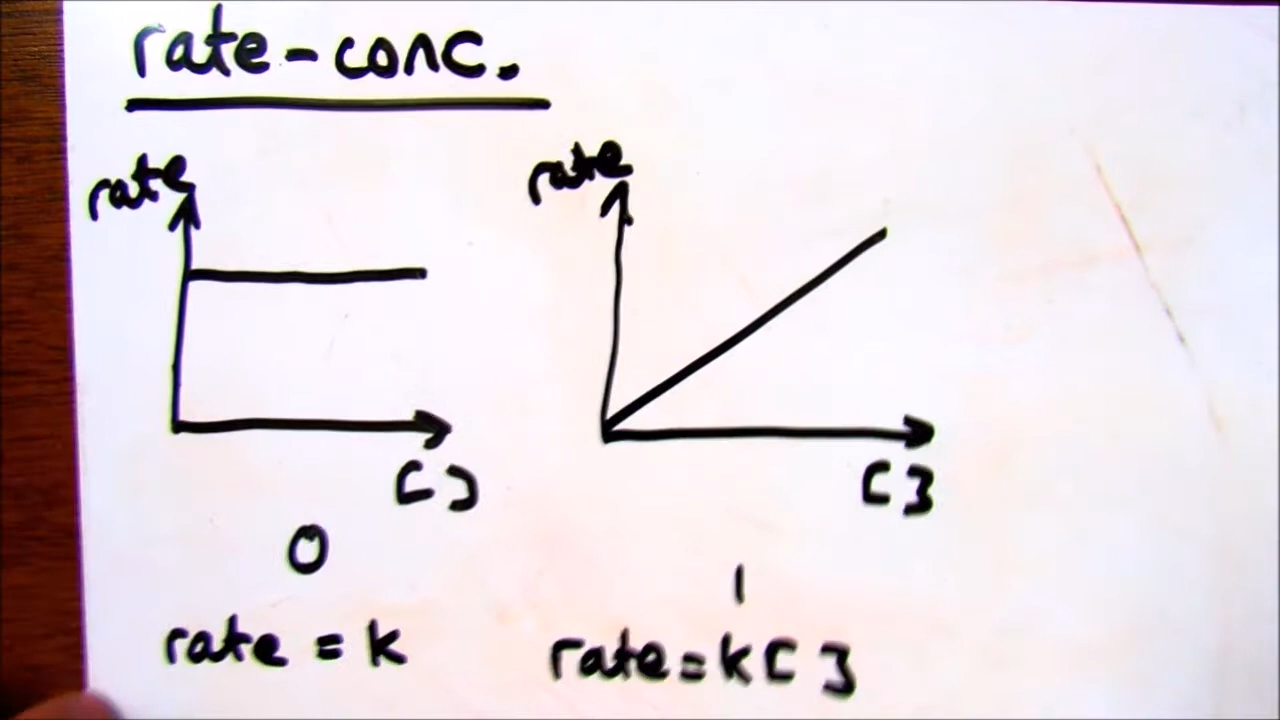 rate-conc.
rate
[ ]
0
rate = k
rate
[ ]
1
rate = k[ ]